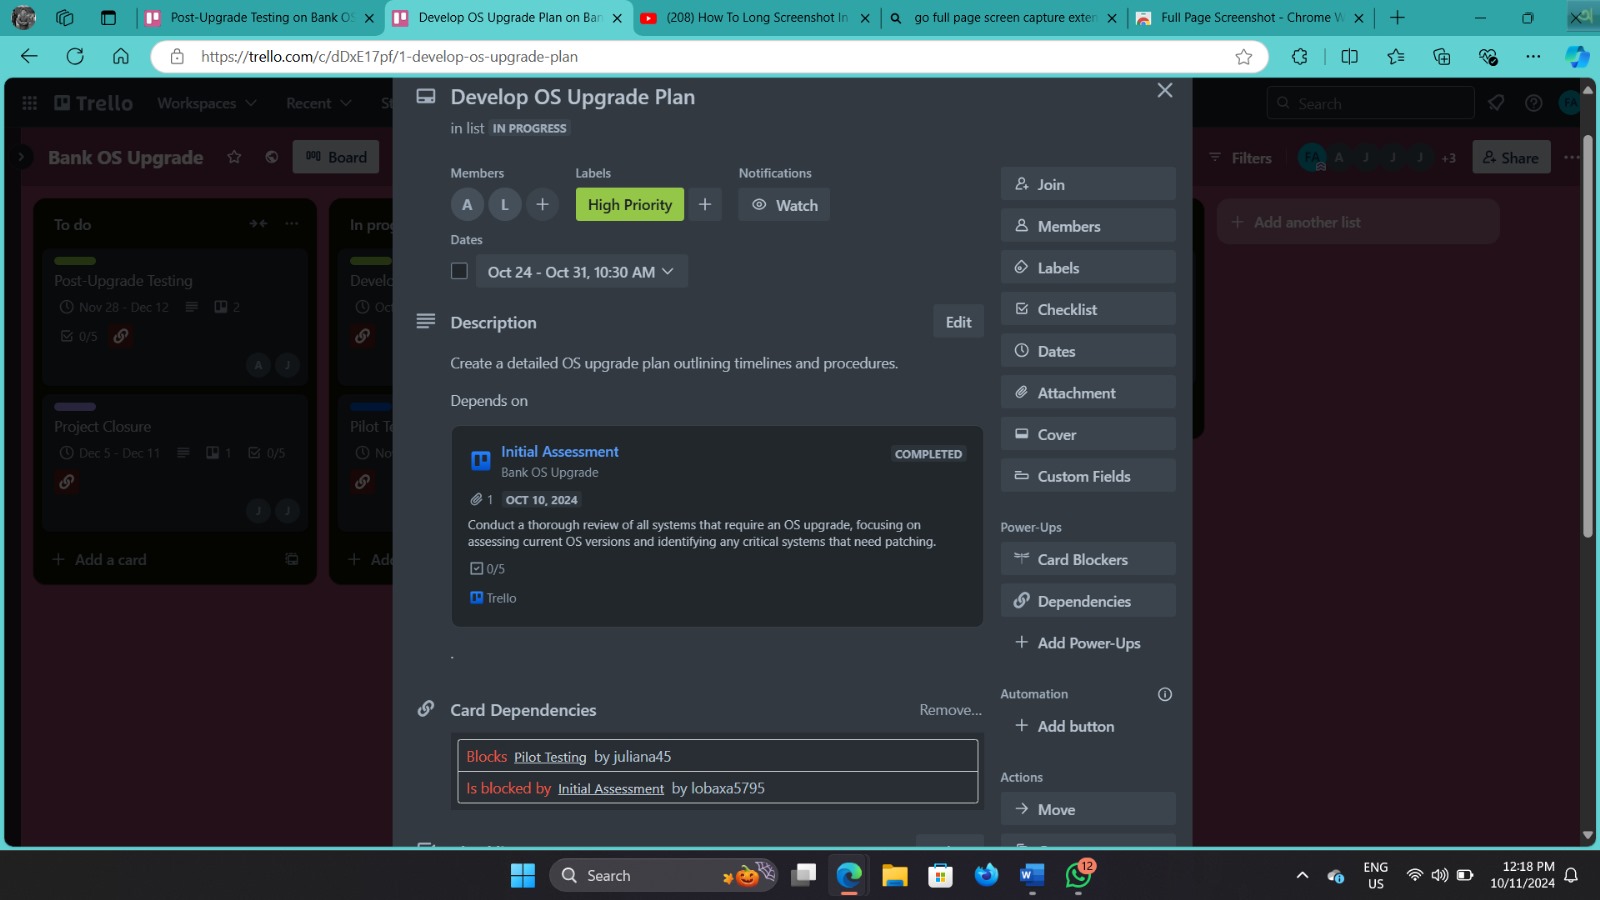 Post-Upgrade Testing on Bank OS
Develop OS Upgrade Plan on Ban
(208) How To Long Screenshot In
go full page screen capture exten
Full Page Screenshot - Chrome W
https://trello.com/c/dDxE17pf/1-develop-os-upgrade-plan
Trello
Workspaces
Recent
St
Search
FA
Bank OS Upgrade
Board
Filters
FA
A
J
J
J
+3
Share
To do
Post-Upgrade Testing
Nov 28 - Dec 12
2
0/5
A
J
Project Closure
Dec 5 - Dec 11
1
0/5
J
J
Add a card
In prog
Develo
Oct
Pilot Te
No
Add
Add another list
Develop OS Upgrade Plan
in list IN PROGRESS
Members
A
L
Labels
High Priority
Notifications
Watch
Dates
Oct 24 - Oct 31, 10:30 AM
Description
Edit
Create a detailed OS upgrade plan outlining timelines and procedures.
Depends on
Initial Assessment
COMPLETED
Bank OS Upgrade
1 OCT 10, 2024
Conduct a thorough review of all systems that require an OS upgrade, focusing on
assessing current OS versions and identifying any critical systems that need patching.
0/5
Trello
.
Card Dependencies
Remove...
Blocks Pilot Testing by juliana45
Is blocked by Initial Assessment by lobaxa5795
Join
Members
Labels
Checklist
Dates
Attachment
Cover
Custom Fields
Power-Ups
Card Blockers
Dependencies
Add Power-Ups
Automation
Add button
Actions
Move
Search
12
ENG
US
12:18 PM
10/11/2024